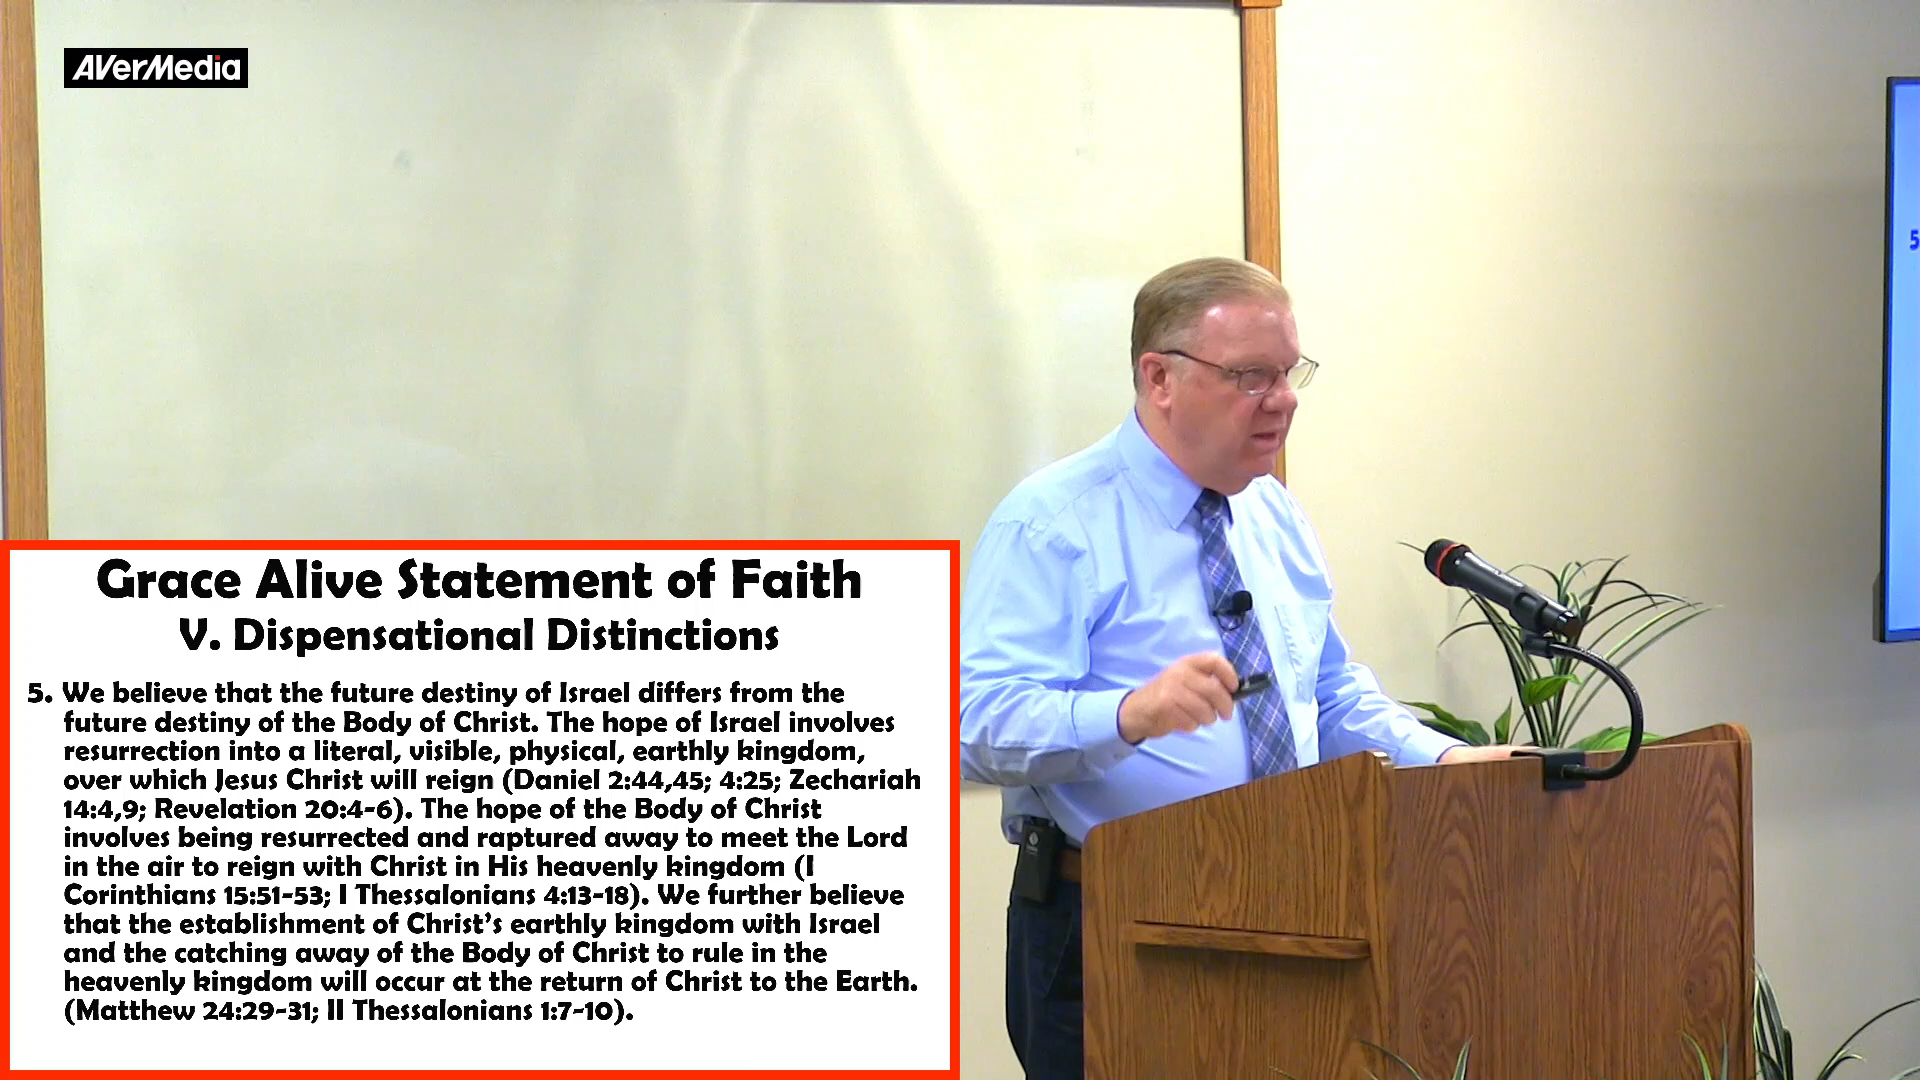 AVerMedia
5
Grace Alive Statement of Faith
V. Dispensational Distinctions
5. We believe that the future destiny of Israel differs from the
future destiny of the Body of Christ. The hope of Israel involves
resurrection into a literal, visible, physical, earthly kingdom,
over which Jesus Christ will reign (Daniel 2:44,45; 4:25; Zechariah
14:4,9; Revelation 20:4-6). The hope of the Body of Christ
involves being resurrected and raptured away to meet the Lord
in the air to reign with Christ in His heavenly kingdom (I
Corinthians 15:51-53; I Thessalonians 4:13-18). We further believe
that the establishment of Christ's earthly kingdom with Israel
and the catching away of the Body of Christ to rule in the
heavenly kingdom will occur at the return of Christ to the Earth.
(Matthew 24:29-31; II Thessalonians 1:7-10).